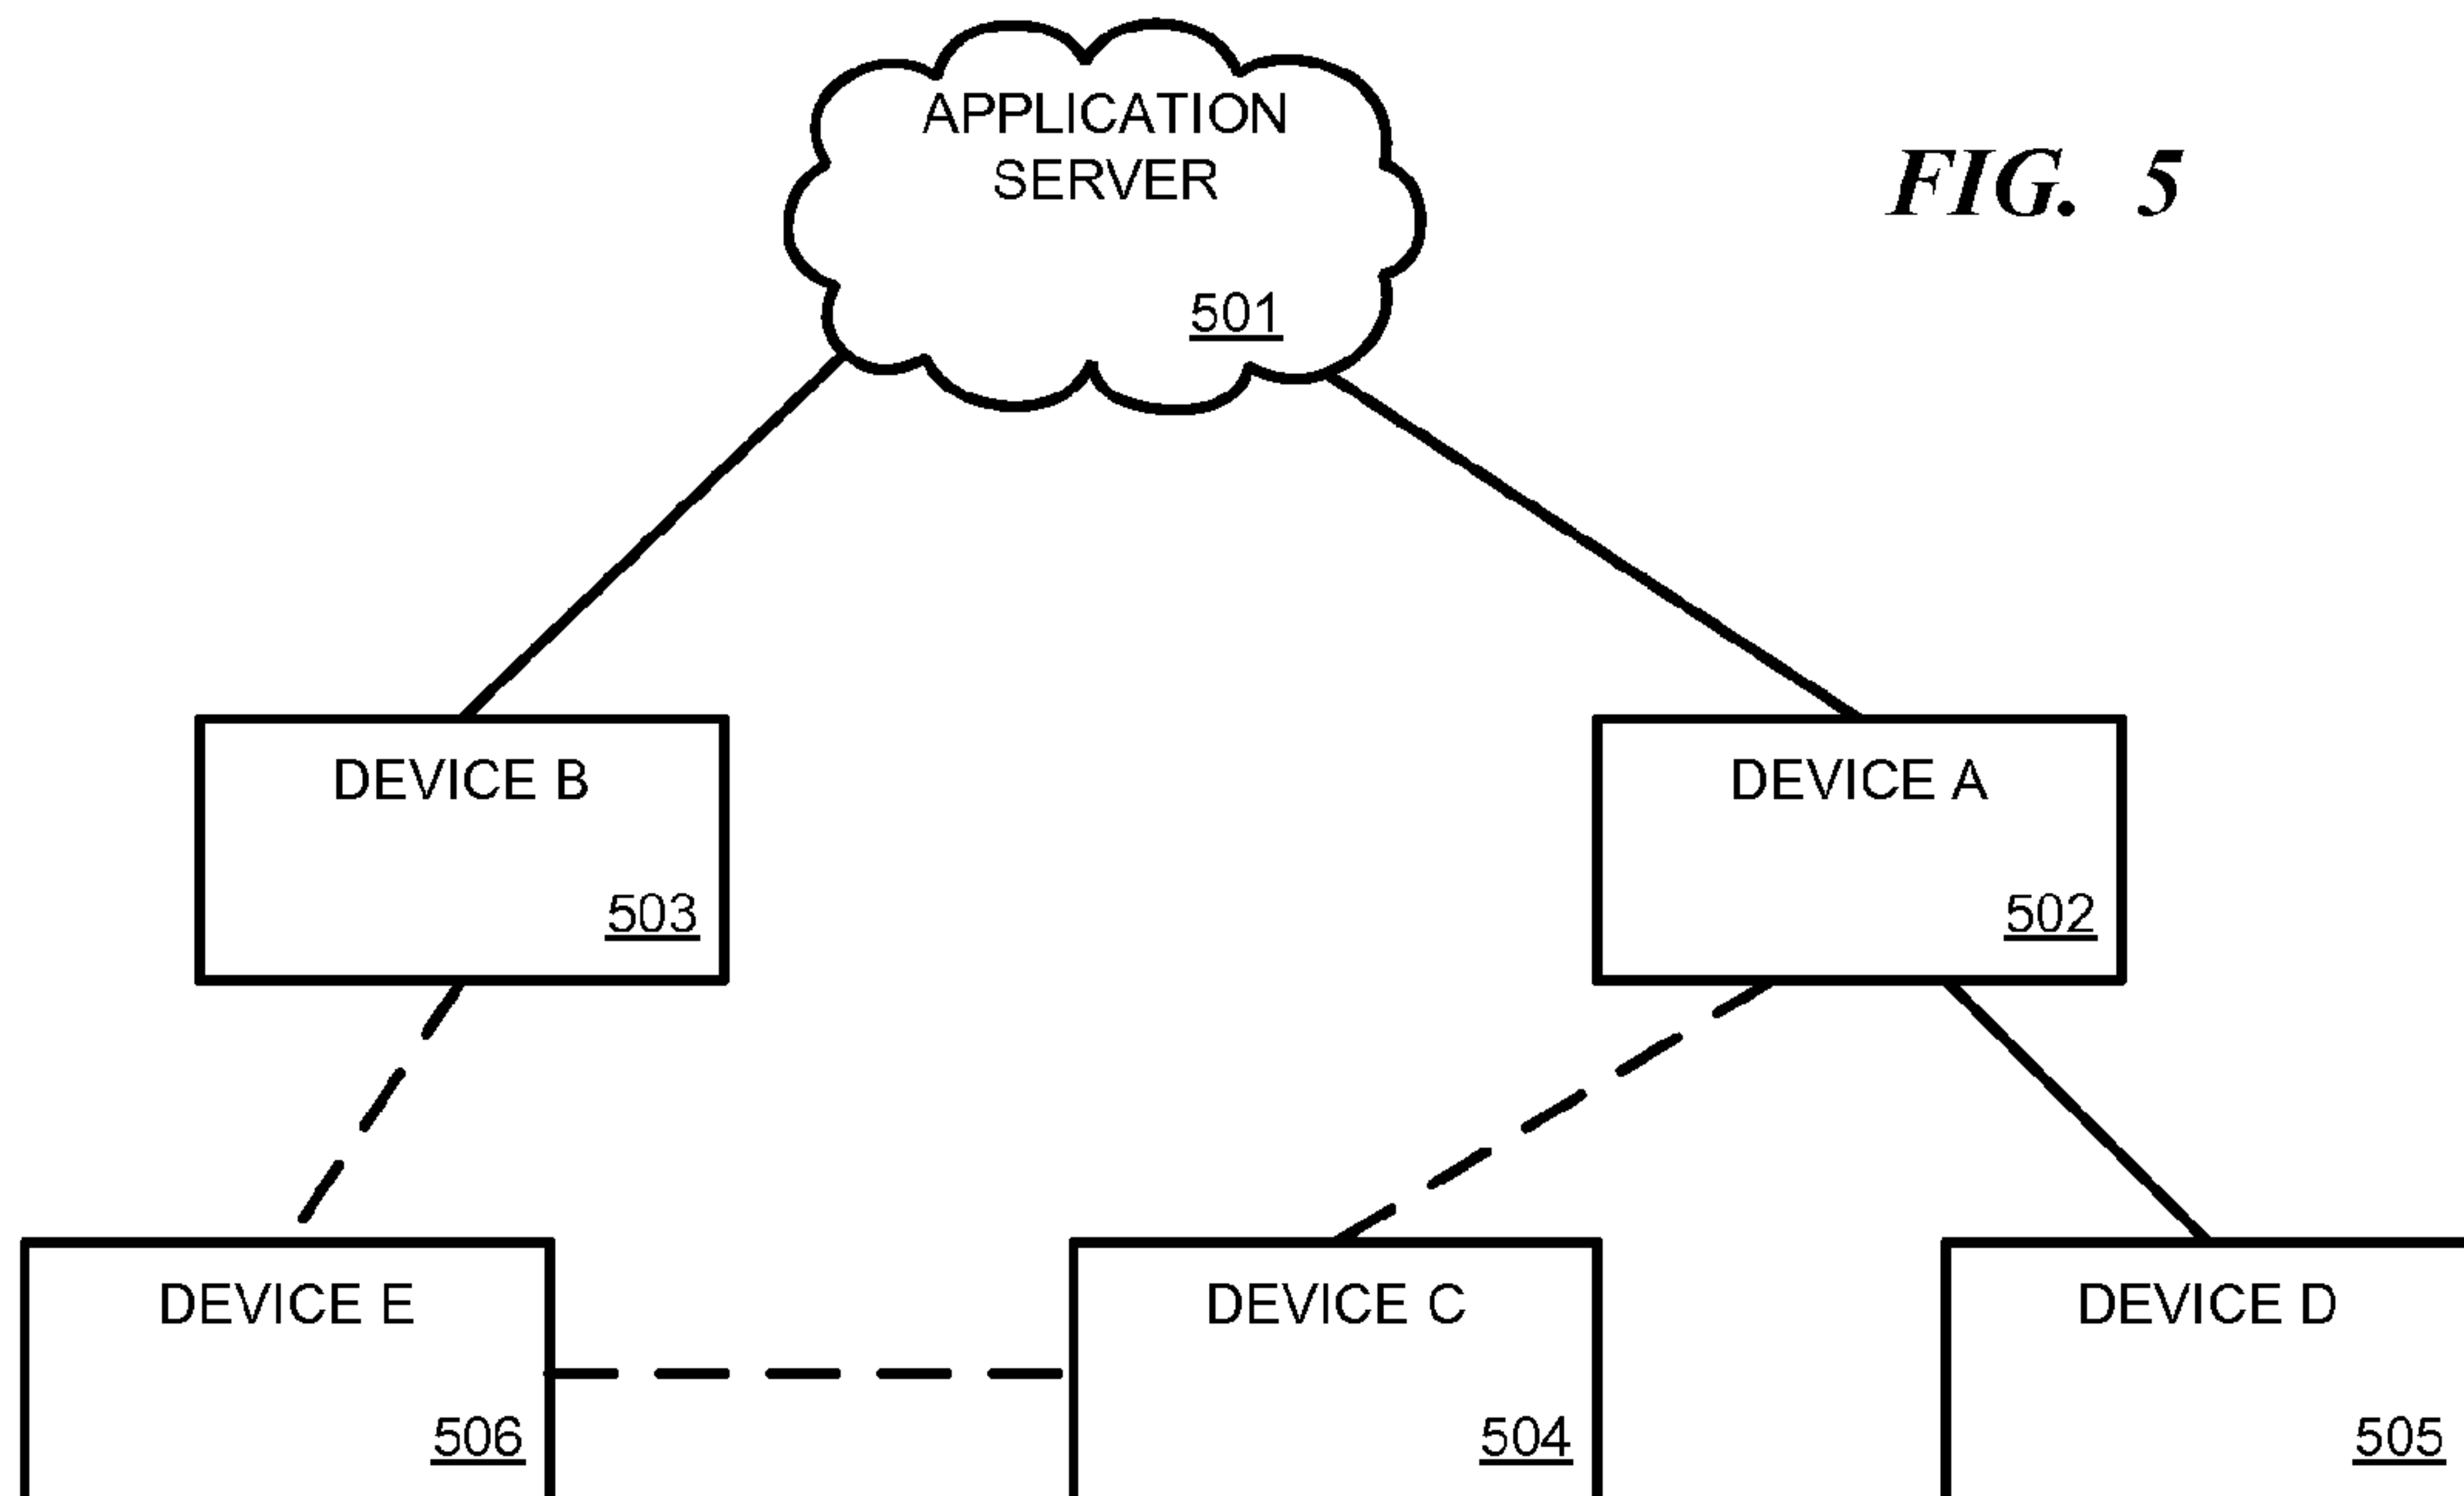 APPLICATION
SERVER
501
FIG. 5
DEVICE B
503
DEVICE A
502
DEVICE E
506
DEVICE C
504
DEVICE D
505